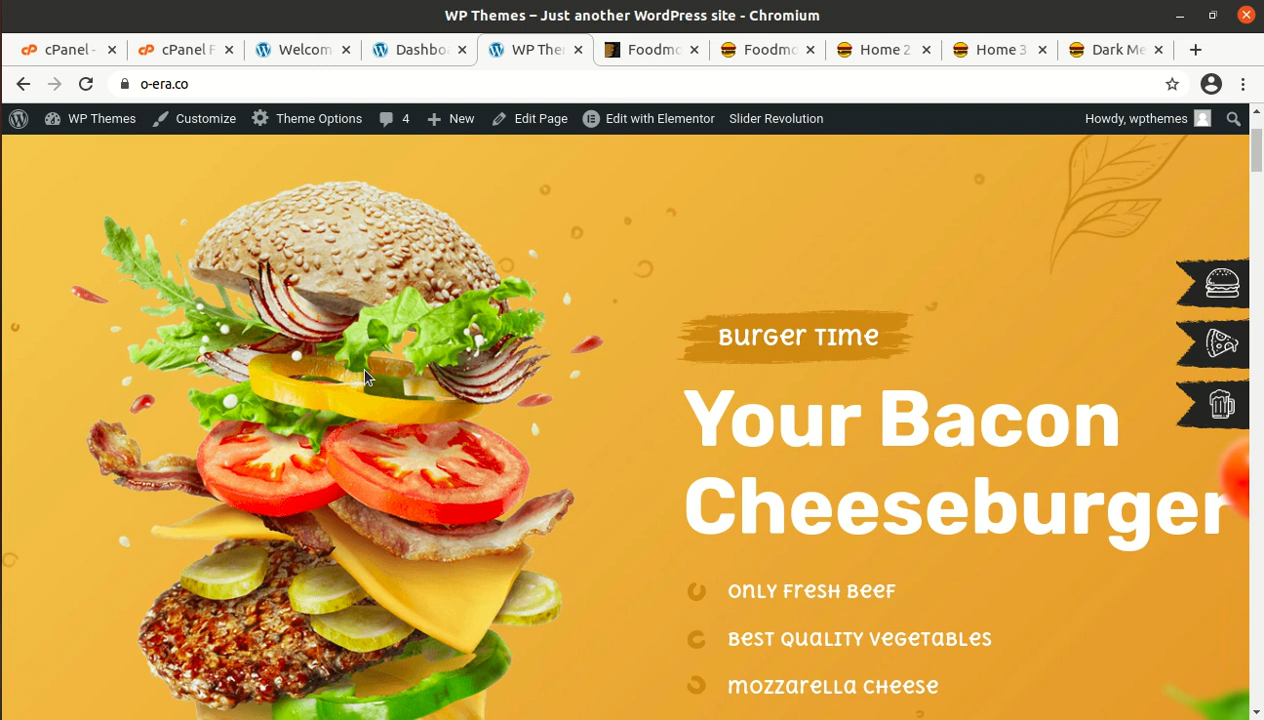 WP Themes – Just another WordPress site - Chromium
cPanel -
cPanel F
Welcom
Dashbo
WP The
Foodmo
Foodmo
Home 2
Home 3
Dark Me
o-era.co
WP Themes
Customize
Theme Options
4
New
Edit Page
Edit with Elementor
Slider Revolution
Howdy, wpthemes
Burger Time
Your Bacon
Cheeseburger
Only Fresh Beef
Best Quality Vegetables
Mozzarella Cheese